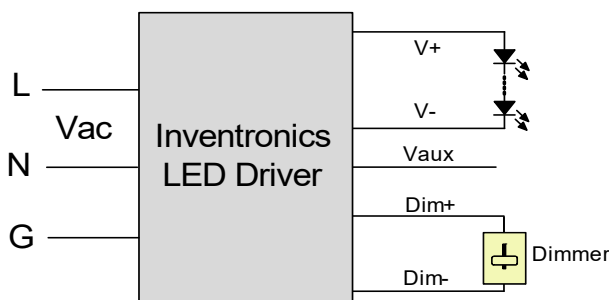 L
Vac
N
G
Inventronics
LED Driver
V+
V-
Vaux
Dim+
Dimmer
Dim-